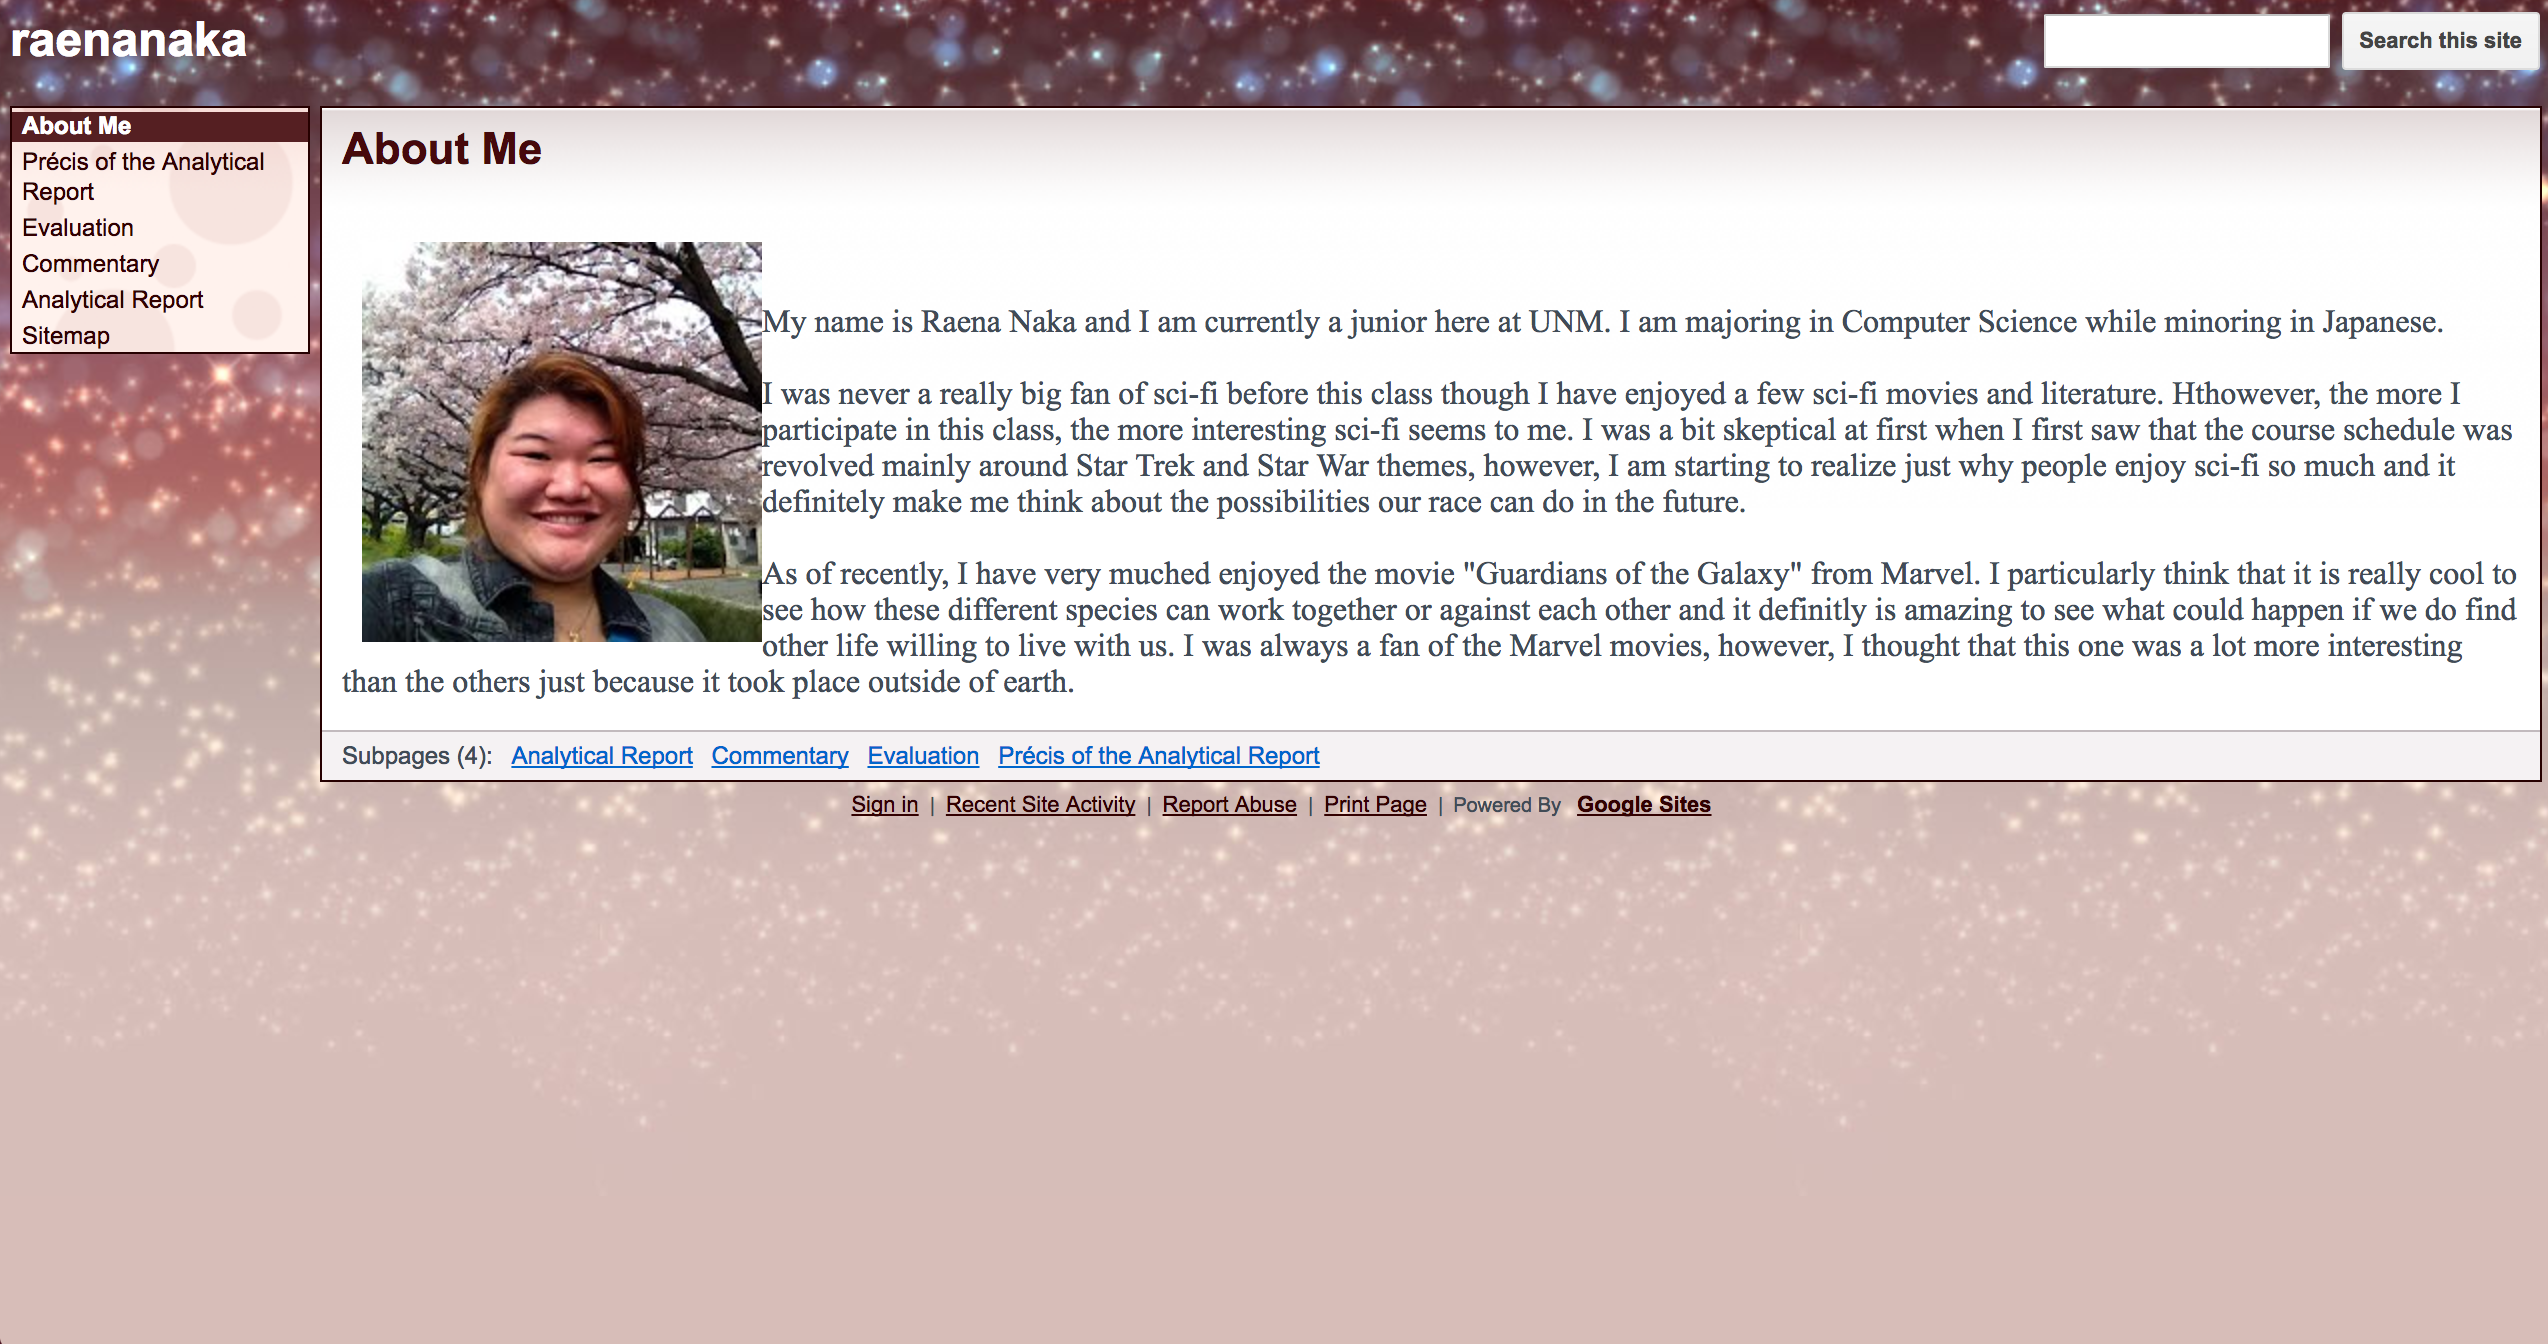 raenanaka
Search this site
About Me
Précis of the Analytical
Report
Evaluation
Commentary
Analytical Report
Sitemap
About Me
My name is Raena Naka and I am currently a junior here at UNM. I am majoring in Computer Science while minoring in Japanese.
I was never a really big fan of sci-fi before this class though I have enjoyed a few sci-fi movies and literature. Hthowever, the more I
participate in this class, the more interesting sci-fi seems to me. I was a bit skeptical at first when I first saw that the course schedule was
revolved mainly around Star Trek and Star War themes, however, I am starting to realize just why people enjoy sci-fi so much and it
definitely make me think about the possibilities our race can do in the future.
As of recently, I have very muched enjoyed the movie "Guardians of the Galaxy" from Marvel. I particularly think that it is really cool to
see how these different species can work together or against each other and it definitly is amazing to see what could happen if we do find
other life willing to live with us. I was always a fan of the Marvel movies, however, I thought that this one was a lot more interesting
than the others just because it took place outside of earth.
Subpages (4): Analytical Report Commentary Evaluation Précis of the Analytical Report
Sign in | Recent Site Activity | Report Abuse | Print Page | Powered By Google Sites